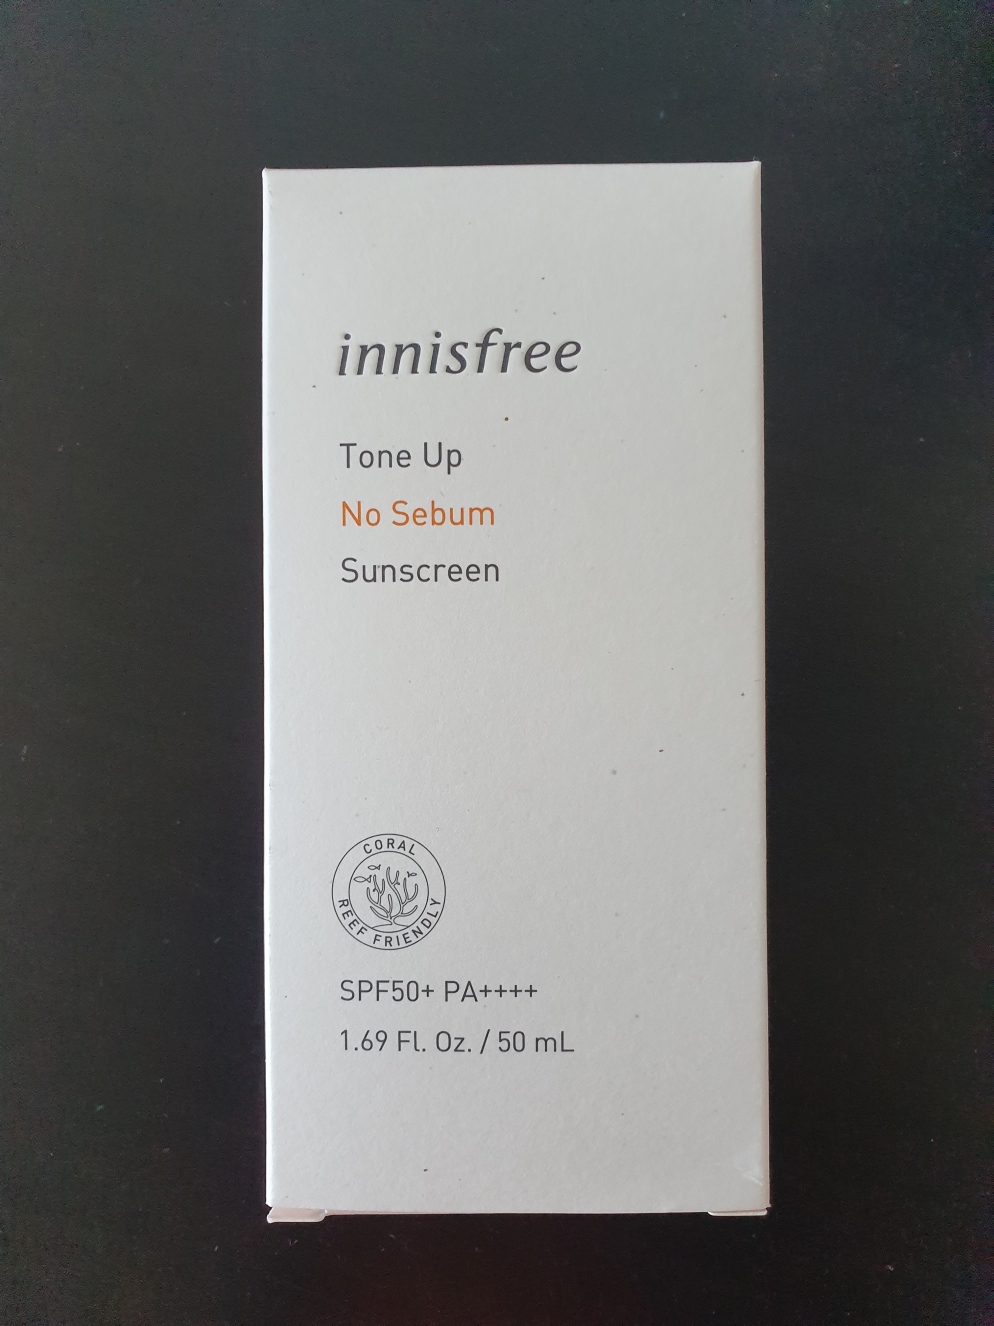 innisfree
Tone Up
No Sebum
Sunscreen
CORAL
REEF FRIENDLY
SPF50+ PA++++
1.69 Fl. Oz. / 50 mL